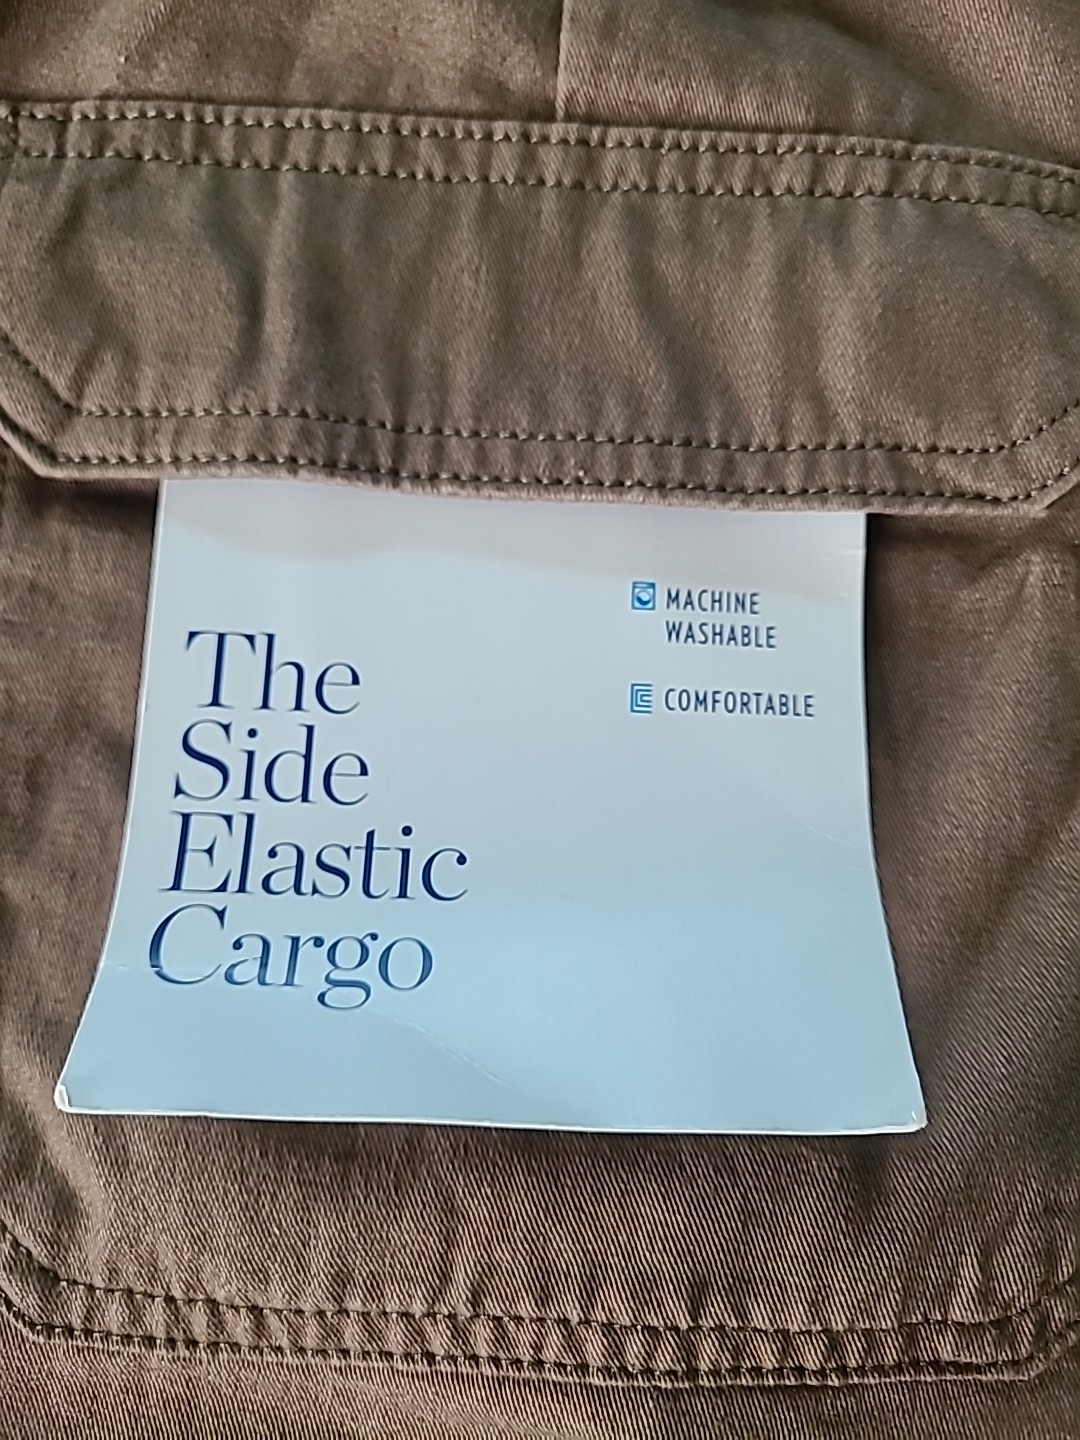 The
Side
Elastic
Cargo
MACHINE
WASHABLE
COMFORTABLE